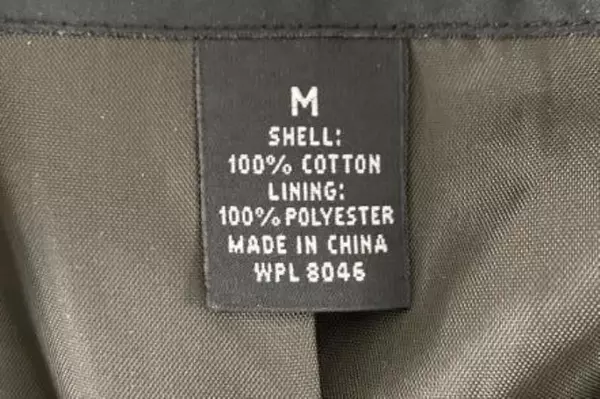 M
SHELL:
100% COTTON
LINING:
100% POLYESTER
MADE IN CHINA
WPL 8046